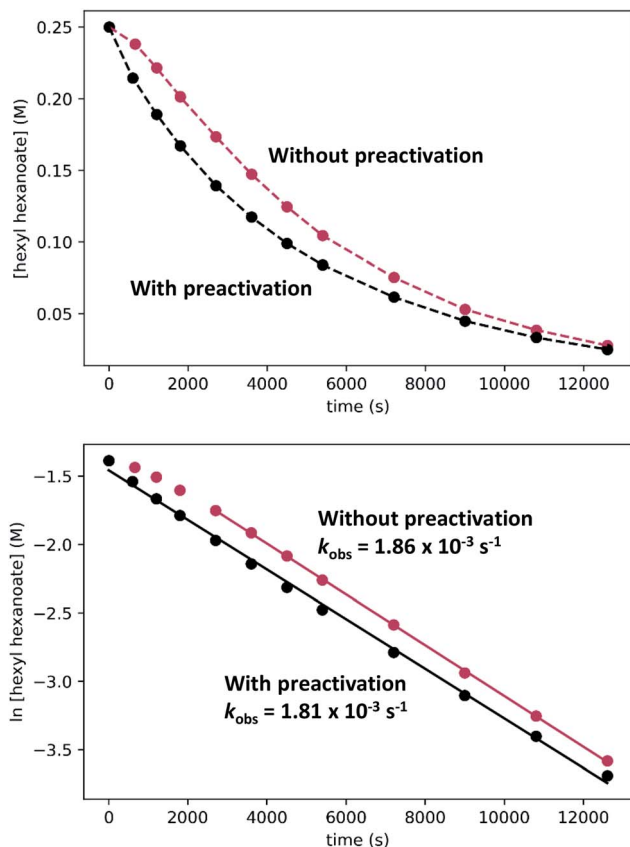 0.25
0.20
0.15
0.10
0.05
[hexyl hexanoate] (M)
Without preactivation
With preactivation
0 2000 4000 6000 8000 10000 12000
time (s)
−1.5
−2.0
−2.5
−3.0
−3.5
ln [hexyl hexanoate] (M)
Without preactivation
kobs = 1.86 x 10⁻³ s⁻¹
With preactivation
kobs = 1.81 x 10⁻³ s⁻¹
0 2000 4000 6000 8000 10000 12000
time (s)